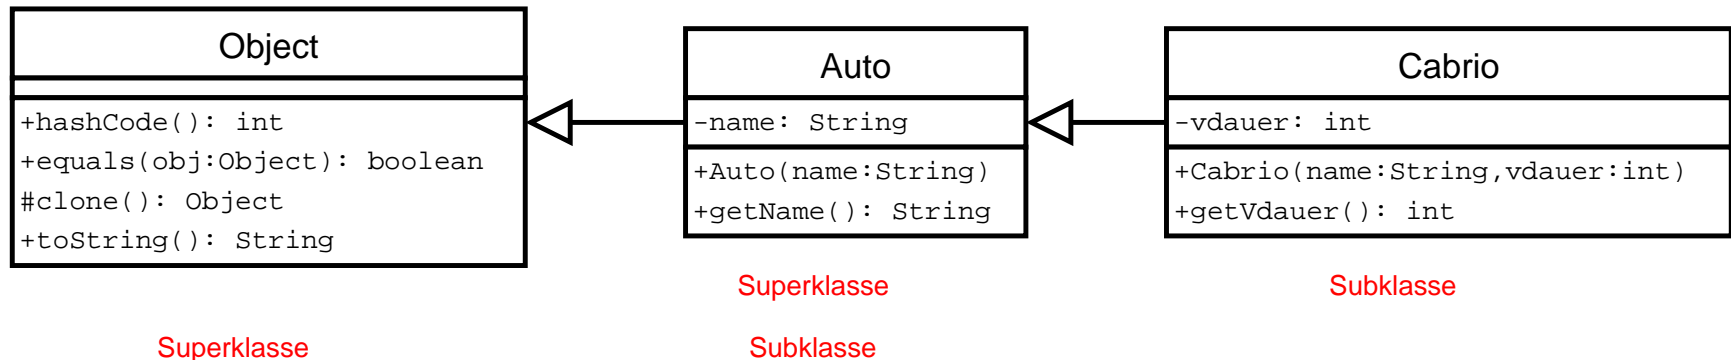 Object
+hashCode(): int
+equals(obj:Object): boolean
#clone(): Object
+toString(): String
Auto
-name: String
+Auto(name:String)
+getName(): String
Cabrio
-vdauer: int
+Cabrio(name:String,vdauer:int)
+getVdauer(): int
Superklasse
Subklasse
Superklasse
Subklasse